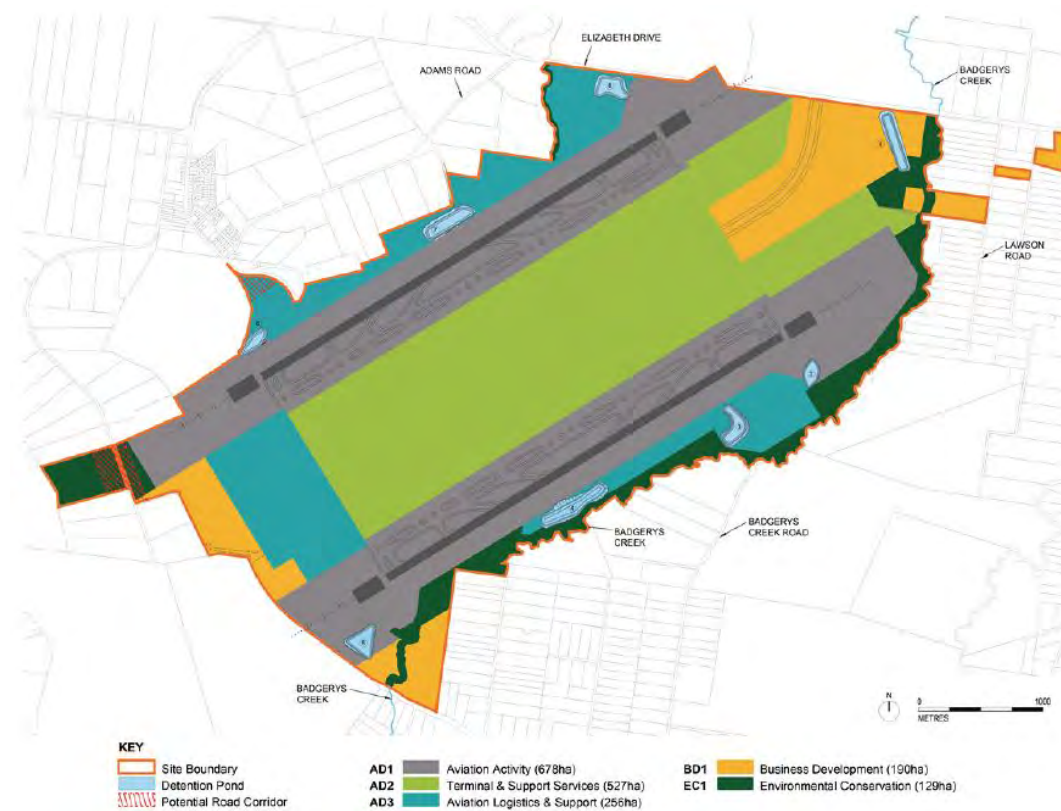 ELIZABETH DRIVE
ADAMS ROAD
BADGERYS
CREEK
LAWSON
ROAD
BADGERYS
CREEK
BADGERYS
CREEK ROAD
BADGERYS
CREEK
N
0 1000
METRES
KEY
Site Boundary
Detention Pond
Potential Road Corridor
AD1 Aviation Activity (678ha)
AD2 Terminal & Support Services (527ha)
AD3 Aviation Logistics & Support (256ha)
BD1 Business Development (190ha)
EC1 Environmental Conservation (129ha)